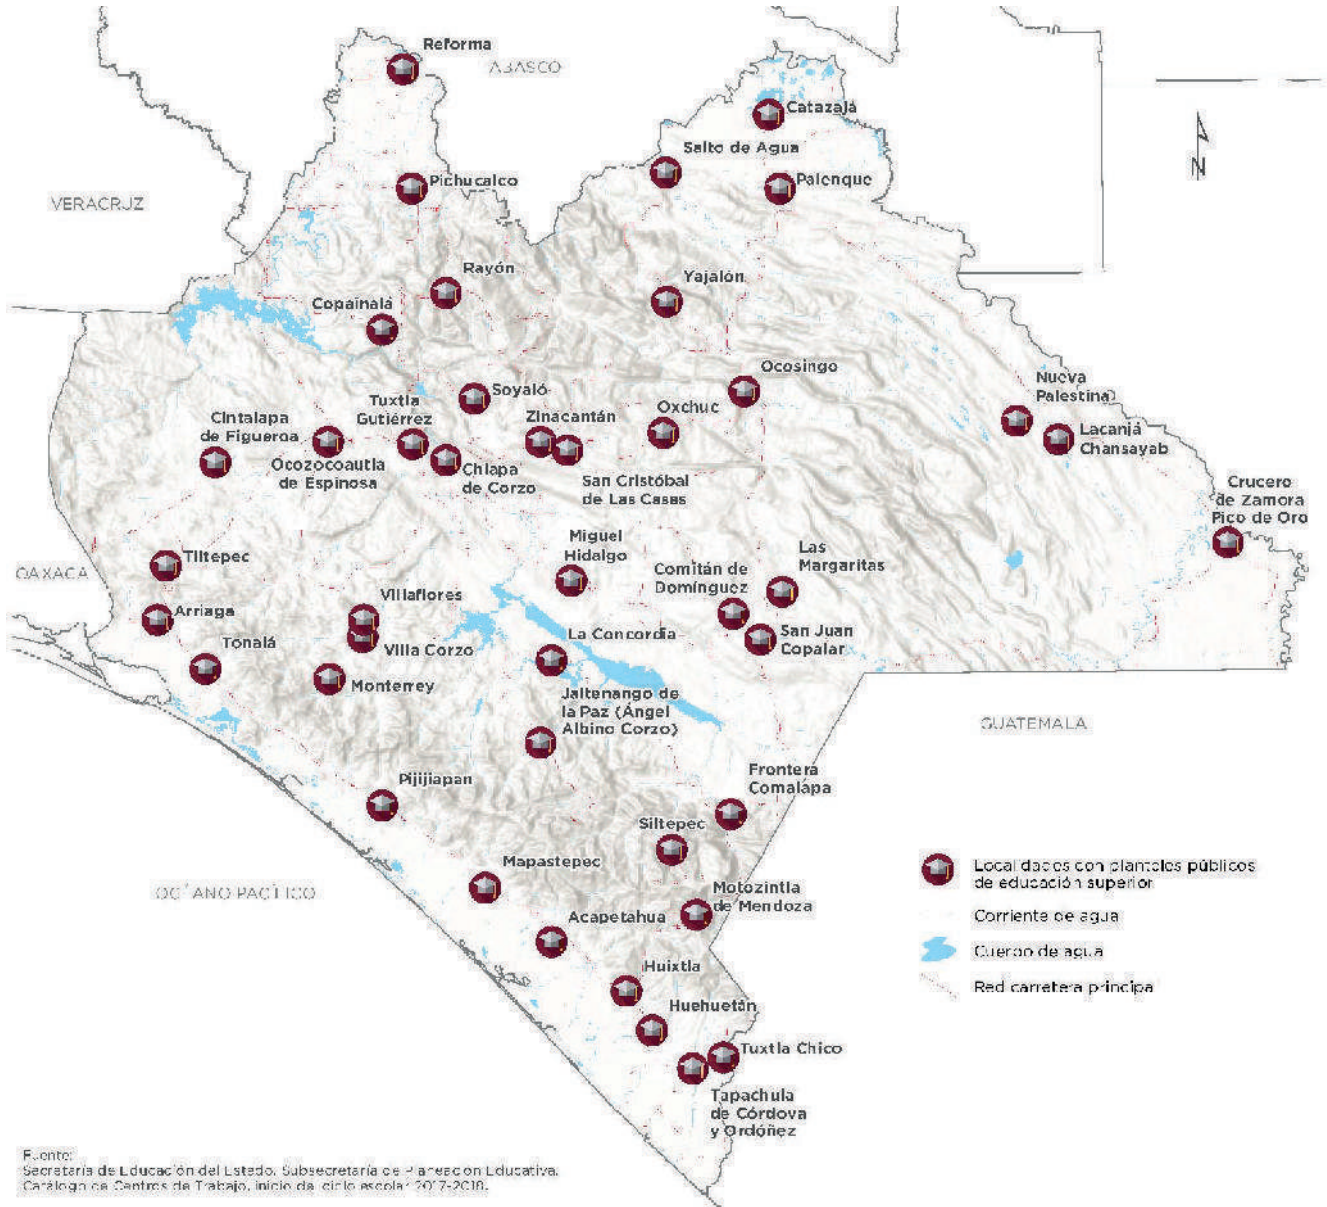 Reforma
ABASCO
Catazajá
Salto de Agua
Palenque
Pichucalco
VERACRUZ
N
Rayón
Yajalón
Copainalá
Ocosingo
Nueva
Palestina
Soyaló
Tuxtla
Gutiérrez
Oxchuc
Zinacantán
Cintalapa
de Figueroa
Lacanjá
Chansayab
Ocozocoautla
de Espinosa
Chiapa
de Corzo
San Cristóbal
de Las Casas
Crucero
de Zamora
Pico de Oro
Miguel
Hidalgo
Las
Margaritas
Tiltepec
OAXACA
Comitán de
Domínguez
Villaflores
Arriaga
La Concordia
San Juan
Copalar
Tonalá
Villa Corzo
Monterrey
Jaltenango de
la Paz (Ángel
Albino Corzo)
GUATEMALA
Frontera
Comalapa
Pijijiapan
Siltepec
Mapastepec
Motozintla
de Mendoza
OCÉANO PACÍFICO
Acapetahua
Huixtla
Huehuetán
Tuxtla Chico
Tapachula
de Córdova
y Ordóñez
Localidades con planteles públicos
de educación superior
Corriente de agua
Cuerpo de agua
Red carretera principa
Fuente:
Secretaría de Educación del Estado. Subsecretaría de Planeación Educativa.
Catálogo de Centros de Trabajo, inicio del ciclo escolar 2017-2018.